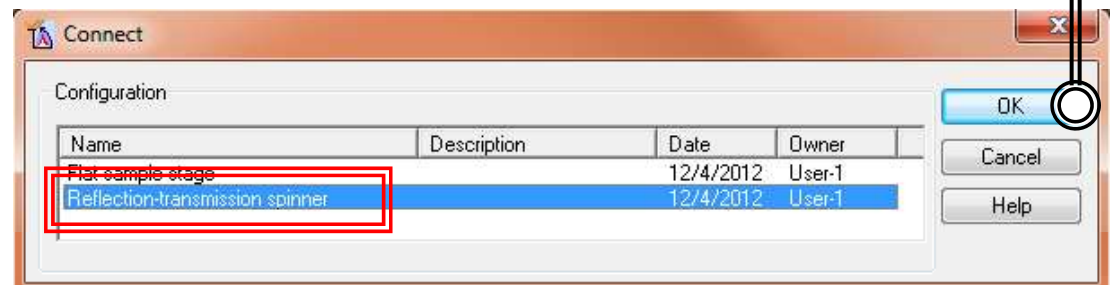 Connect
Configuration
Name Description Date Owner
Flat sample stage 12/4/2012 User-1
Reflection-transmission spinner 12/4/2012 User-1
OK
Cancel
Help